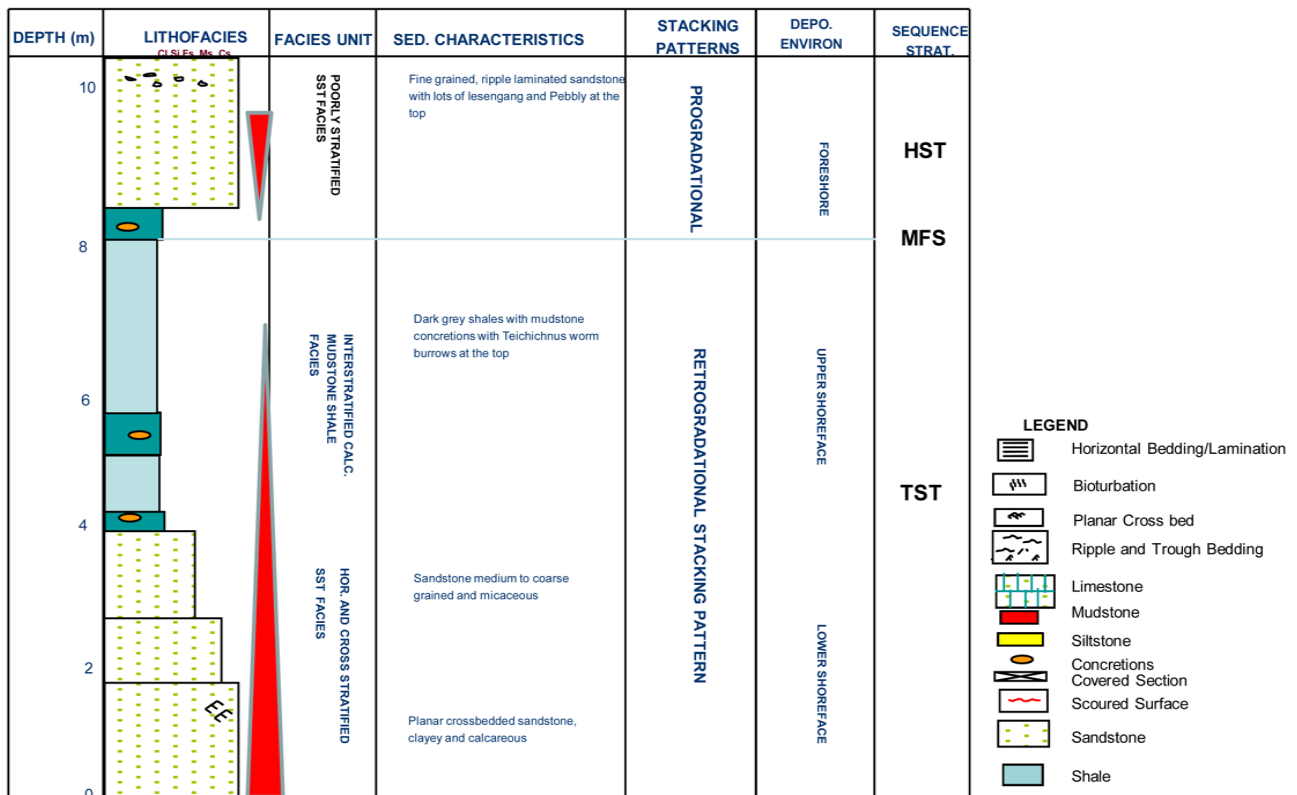 DEPTH (m)
LITHOFACIES
Cl Si Fs Ms Cs
FACIES UNIT
SED. CHARACTERISTICS
STACKING
PATTERNS
DEPO.
ENVIRON
SEQUENCE
STRAT.
10
8
6
4
2
0
POORLY STRATIFIED
SST FACIES
INTERSTRATIFIED CALC.
MUDSTONE SHALE
FACIES
HOR. AND CROSS STRATIFIED
SST FACIES
Fine grained, ripple laminated sandstone
with lots of lesengang and Pebbly at the
top
Dark grey shales with mudstone
concretions with Teichichnus worm
burrows at the top
Sandstone medium to coarse
grained and micaceous
Planar crossbedded sandstone,
clayey and calcareous
PROGRADATIONAL
RETROGRADATIONAL STACKING PATTERN
FORESHORE
UPPER SHOREFACE
LOWER SHOREFACE
HST
MFS
TST
LEGEND
Horizontal Bedding/Lamination
Bioturbation
Planar Cross bed
Ripple and Trough Bedding
Limestone
Mudstone
Siltstone
Concretions
Covered Section
Scoured Surface
Sandstone
Shale